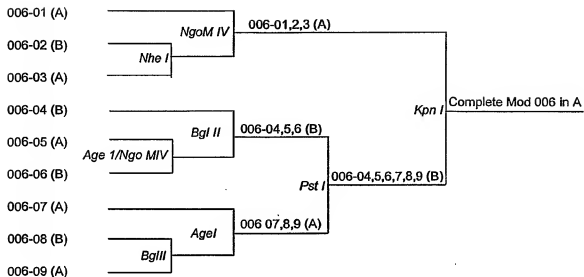 006-01 (A)
NgoM IV
006-01,2,3 (A)
006-02 (B)
Nhe I
006-03 (A)
Kpn I
Complete Mod 006 in A
006-04 (B)
Bgl II
006-04,5,6 (B)
006-05 (A)
Age 1/Ngo MIV
006-06 (B)
Pst I
006-04,5,6,7,8,9 (B)
006-07 (A)
AgeI
006 07,8,9 (A)
006-08 (B)
BglII
006-09 (A)